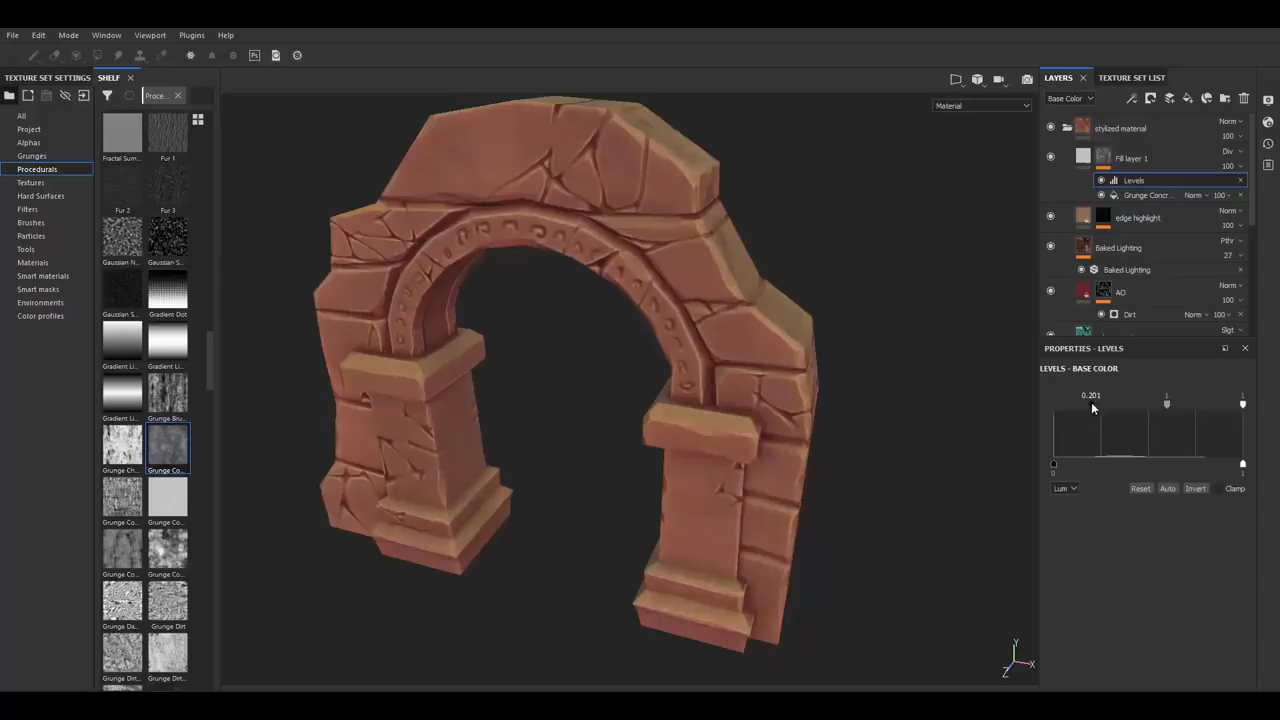 File Edit Mode Window Viewport Plugins Help
TEXTURE SET SETTINGS
SHELF
Proce...
All
Project
Alphas
Grunges
Procedurals
Textures
Hard Surfaces
Filters
Brushes
Particles
Tools
Materials
Smart materials
Smart masks
Environments
Color profiles
Fractal Sum... Fur 1
Fur 2 Fur 3
Gaussian N... Gaussian S...
Gaussian S... Gradient Dot
Gradient Li... Gradient Li...
Gradient Li... Grunge Bru...
Grunge Ch... Grunge Co...
Grunge Co... Grunge Co...
Grunge Co... Grunge Co...
Grunge Da... Grunge Dirt
Grunge Dirt... Grunge Dirt...
Material
Y
X
Z
LAYERS TEXTURE SET LIST
Base Color
stylized material Norm
100
Fill layer 1 Div
100
Levels
Grunge Concr... Norm 100
edge highlight Norm
100
Baked Lighting Pthr
27
Baked Lighting
AO Norm
100
Dirt Norm 100
Slgt
PROPERTIES - LEVELS
LEVELS - BASE COLOR
0.201 1 1
0 1
Lum Reset Auto Invert Clamp